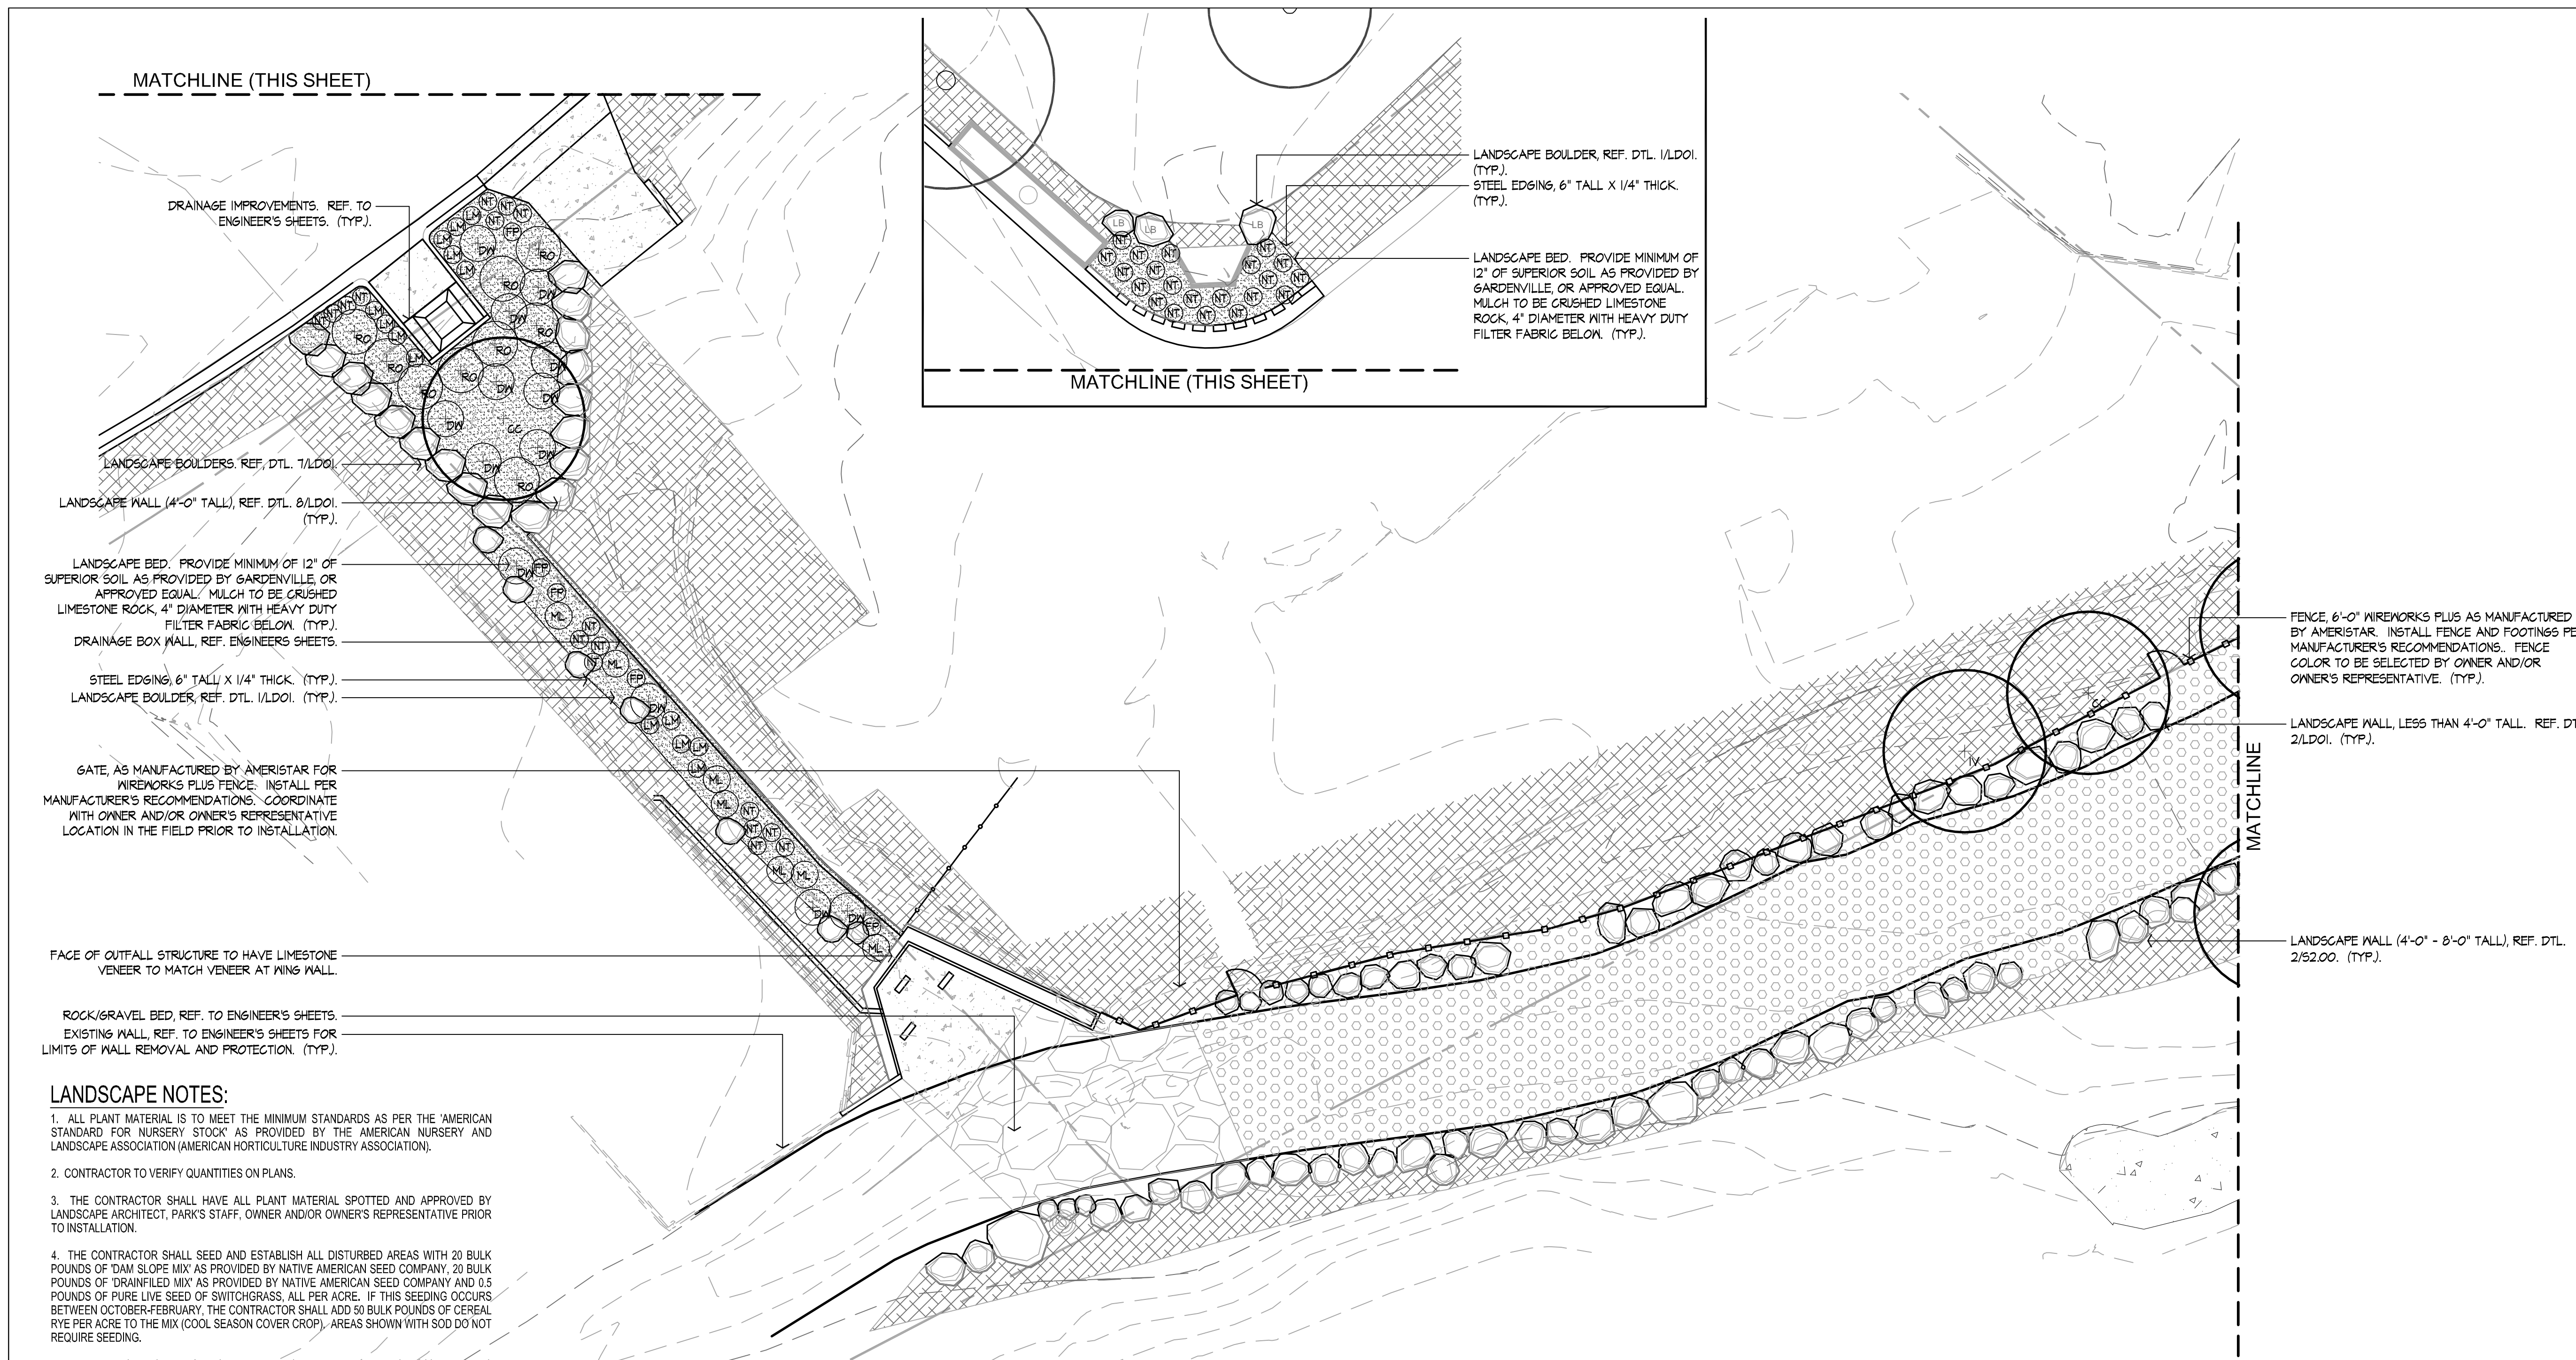 MATCHLINE (THIS SHEET)
DRAINAGE IMPROVEMENTS. REF. TO
ENGINEER'S SHEETS. (TYP.).
LANDSCAPE BOULDERS. REF, DTL. 7/LD01.
LANDSCAPE WALL (4'-0" TALL), REF. DTL. 8/LD01.
(TYP.).
LANDSCAPE BED. PROVIDE MINIMUM OF 12" OF
SUPERIOR SOIL AS PROVIDED BY GARDENVILLE, OR
APPROVED EQUAL. MULCH TO BE CRUSHED
LIMESTONE ROCK, 4" DIAMETER WITH HEAVY DUTY
FILTER FABRIC BELOW. (TYP.).
DRAINAGE BOX WALL, REF. ENGINEERS SHEETS.
STEEL EDGING, 6" TALL X 1/4" THICK. (TYP.).
LANDSCAPE BOULDER, REF. DTL. 1/LD01. (TYP.).
GATE, AS MANUFACTURED BY AMERISTAR FOR
WIREWORKS PLUS FENCE. INSTALL PER
MANUFACTURER'S RECOMMENDATIONS. COORDINATE
WITH OWNER AND/OR OWNER'S REPRESENTATIVE
LOCATION IN THE FIELD PRIOR TO INSTALLATION.
FACE OF OUTFALL STRUCTURE TO HAVE LIMESTONE
VENEER TO MATCH VENEER AT WING WALL.
ROCK/GRAVEL BED, REF. TO ENGINEER'S SHEETS.
EXISTING WALL, REF. TO ENGINEER'S SHEETS FOR
LIMITS OF WALL REMOVAL AND PROTECTION. (TYP.).
LANDSCAPE NOTES:
1. ALL PLANT MATERIAL IS TO MEET THE MINIMUM STANDARDS AS PER THE 'AMERICAN
STANDARD FOR NURSERY STOCK' AS PROVIDED BY THE AMERICAN NURSERY AND
LANDSCAPE ASSOCIATION (AMERICAN HORTICULTURE INDUSTRY ASSOCIATION).
2. CONTRACTOR TO VERIFY QUANTITIES ON PLANS.
3. THE CONTRACTOR SHALL HAVE ALL PLANT MATERIAL SPOTTED AND APPROVED BY
LANDSCAPE ARCHITECT, PARK'S STAFF, OWNER AND/OR OWNER'S REPRESENTATIVE PRIOR
TO INSTALLATION.
4. THE CONTRACTOR SHALL SEED AND ESTABLISH ALL DISTURBED AREAS WITH 20 BULK
POUNDS OF 'DAM SLOPE MIX' AS PROVIDED BY NATIVE AMERICAN SEED COMPANY, 20 BULK
POUNDS OF 'DRAINFILED MIX' AS PROVIDED BY NATIVE AMERICAN SEED COMPANY AND 0.5
POUNDS OF PURE LIVE SEED OF SWITCHGRASS, ALL PER ACRE. IF THIS SEEDING OCCURS
BETWEEN OCTOBER-FEBRUARY, THE CONTRACTOR SHALL ADD 50 BULK POUNDS OF CEREAL
RYE PER ACRE TO THE MIX (COOL SEASON COVER CROP). AREAS SHOWN WITH SOD DO NOT
REQUIRE SEEDING.
LANDSCAPE BOULDER, REF. DTL. 1/LD01.
(TYP.).
STEEL EDGING, 6" TALL X 1/4" THICK.
(TYP.).
LANDSCAPE BED. PROVIDE MINIMUM OF
12" OF SUPERIOR SOIL AS PROVIDED BY
GARDENVILLE, OR APPROVED EQUAL.
MULCH TO BE CRUSHED LIMESTONE
ROCK, 4" DIAMETER WITH HEAVY DUTY
FILTER FABRIC BELOW. (TYP.).
LB
LB
LB
MATCHLINE (THIS SHEET)
FENCE, 6'-0" WIREWORKS PLUS AS MANUFACTURED
BY AMERISTAR. INSTALL FENCE AND FOOTINGS
MANUFACTURER'S RECOMMENDATIONS.. FENCE
COLOR TO BE SELECTED BY OWNER AND/OR
OWNER'S REPRESENTATIVE. (TYP.).
LANDSCAPE WALL, LESS THAN 4'-0" TALL. REF.
2/LD01. (TYP.).
MATCHLINE
LANDSCAPE WALL (4'-0" - 8'-0" TALL), REF. DTL.
2/S2.00. (TYP.).
IV
CC